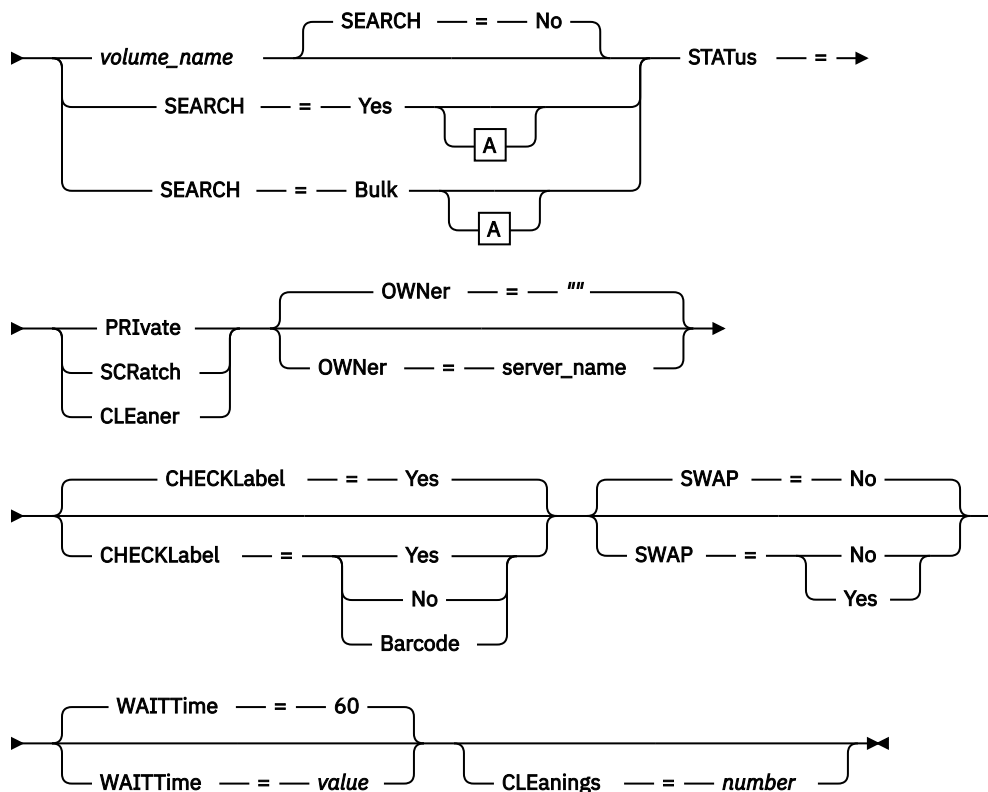 SEARCH = No
volume_name STATus =
SEARCH = Yes
A
SEARCH = Bulk
A
OWNer = ""
PRIvate
SCRatch OWNer = server_name
CLEaner
CHECKLabel = Yes SWAP = No
CHECKLabel = Yes SWAP = No
No Yes
Barcode
WAITTime = 60
WAITTime = value CLEanings = number